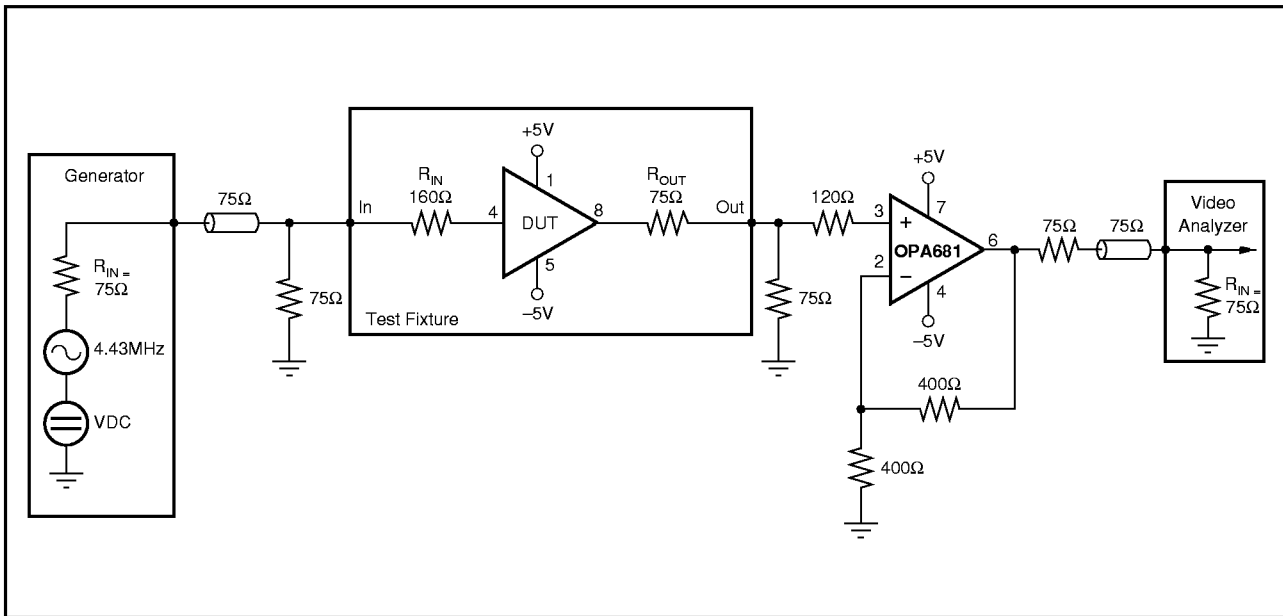 Generator
R_IN =
75Ω
4.43MHz
VDC
75Ω
75Ω
In
R_IN
160Ω
4
+5V
1
DUT
5
–5V
8
R_OUT
75Ω
Out
Test Fixture
75Ω
120Ω
3
+
2
–
OPA681
+5V
7
6
4
–5V
400Ω
400Ω
75Ω
75Ω
Video
Analyzer
R_IN =
75Ω